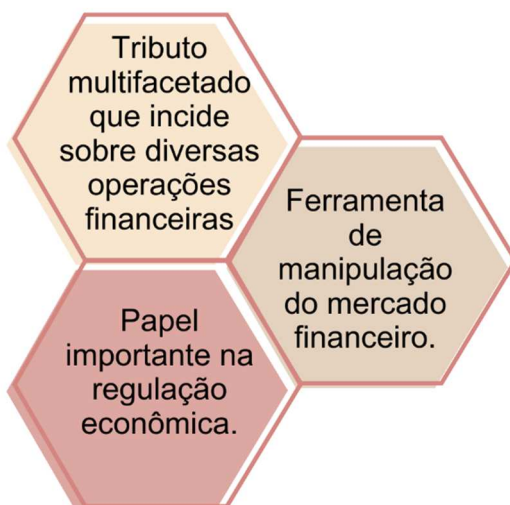 Tributo
multifacetado
que incide
sobre diversas
operações
financeiras
Ferramenta
de
manipulação
do mercado
financeiro.
Papel
importante na
regulação
econômica.